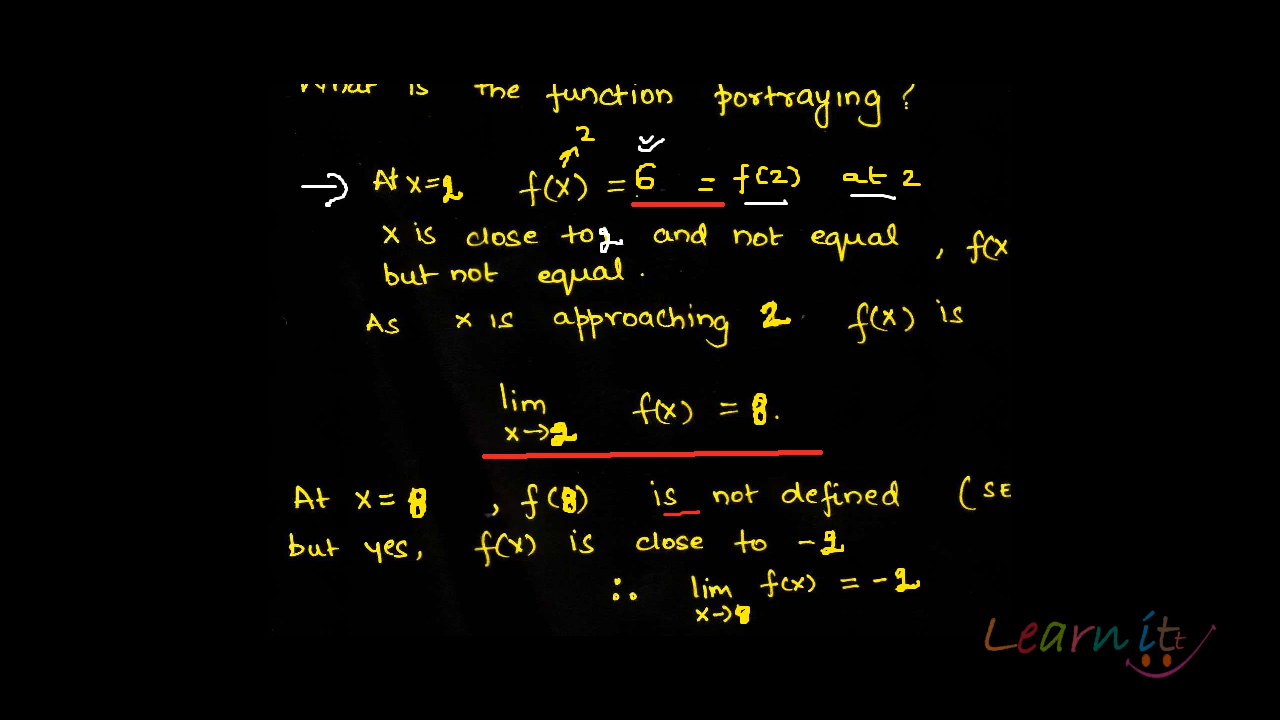 What is the function portraying?
2
At x=2 f(x) = 6 = f(2) at 2
x is close to 2 and not equal , f(x
but not equal.
As x is approaching 2 f(x) is
lim f(x) = 8.
x→2
At x= 8 , f(8) is not defined (SE
but yes, f(x) is close to -2
∴ lim f(x) = -2
x→8
Learnitt